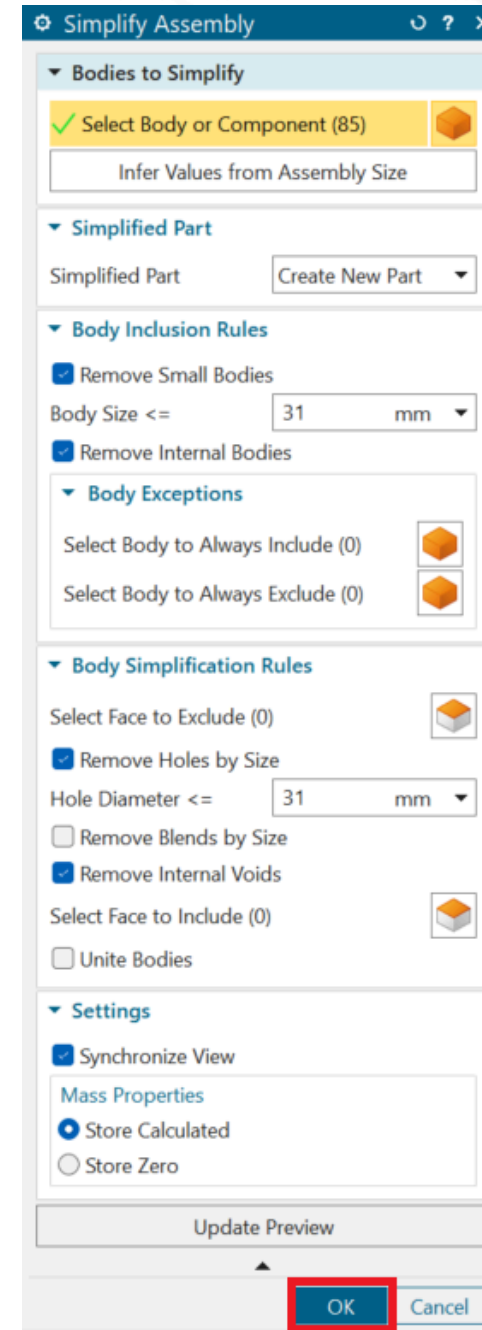 Simplify Assembly ?
Bodies to Simplify
Select Body or Component (85)
Infer Values from Assembly Size
Simplified Part
Simplified Part Create New Part
Body Inclusion Rules
Remove Small Bodies
Body Size <= 31 mm
Remove Internal Bodies
Body Exceptions
Select Body to Always Include (0)
Select Body to Always Exclude (0)
Body Simplification Rules
Select Face to Exclude (0)
Remove Holes by Size
Hole Diameter <= 31 mm
Remove Blends by Size
Remove Internal Voids
Select Face to Include (0)
Unite Bodies
Settings
Synchronize View
Mass Properties
Store Calculated
Store Zero
Update Preview
OK Cancel